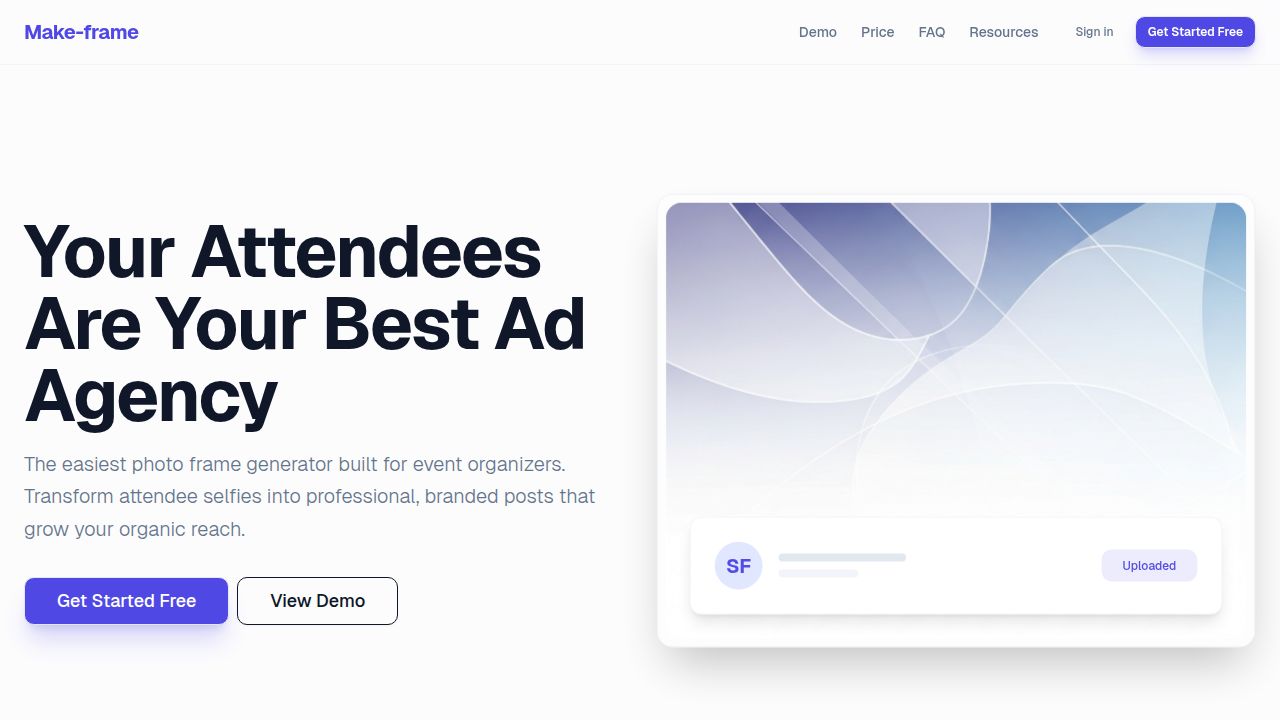 Make-frame
Demo Price FAQ Resources Sign in Get Started Free
Your Attendees
Are Your Best Ad
Agency
The easiest photo frame generator built for event organizers.
Transform attendee selfies into professional, branded posts that
grow your organic reach.
Get Started Free View Demo
SF
Uploaded